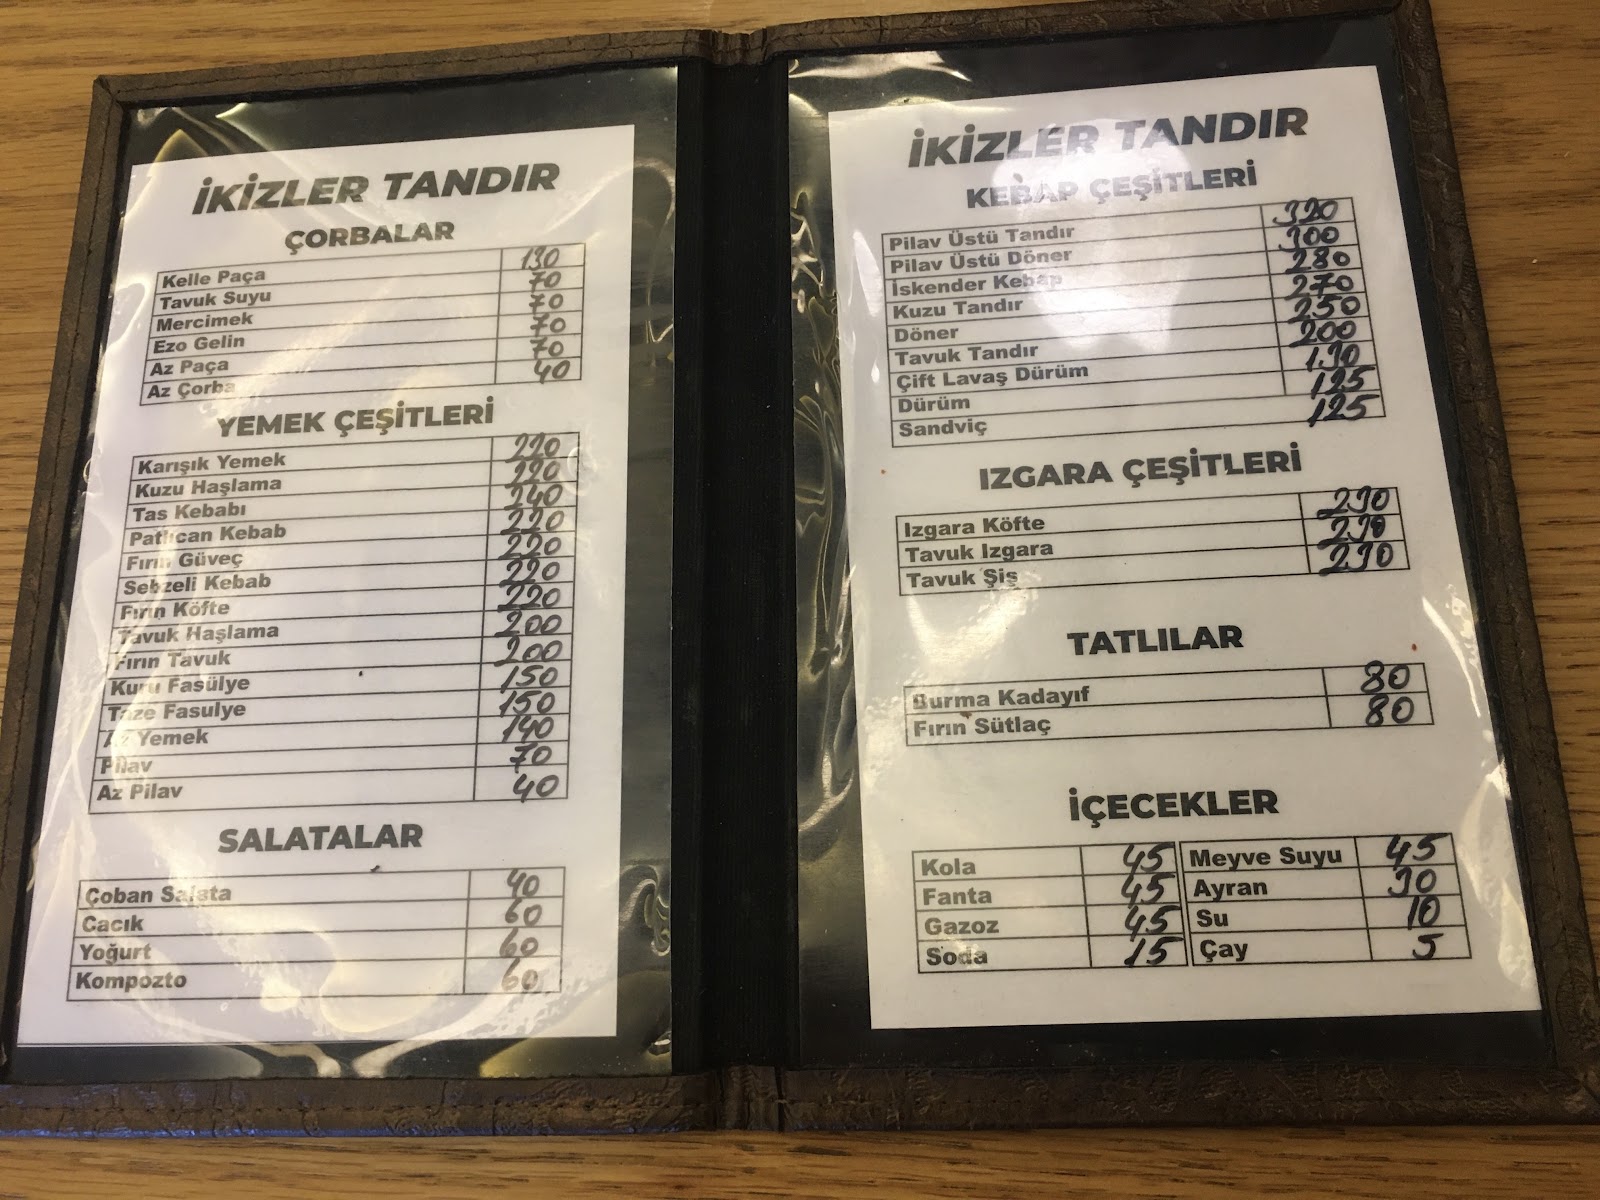 İKİZLER TANDIR
ÇORBALAR
Kelle Paça 130
Tavuk Suyu 70
Mercimek 70
Ezo Gelin 70
Az Paça 70
Az Çorba 40
YEMEK ÇEŞİTLERİ
Karışık Yemek 220
Kuzu Haşlama 220
Tas Kebabı 240
Patlıcan Kebab 220
Fırın Güveç 220
Sebzeli Kebab 220
Fırın Köfte 220
Tavuk Haşlama 200
Fırın Tavuk 200
Kuru Fasülye 150
Taze Fasulye 150
Az Yemek 140
Pilav 70
Az Pilav 40
SALATALAR
Çoban Salata 40
Cacık 60
Yoğurt 60
Kompozto 60
İKİZLER TANDIR
KEBAP ÇEŞİTLERİ
Pilav Üstü Tandır 320
Pilav Üstü Döner 300
İskender Kebap 280
Kuzu Tandır 270
Döner 250
Tavuk Tandır 200
Çift Lavaş Dürüm
Dürüm 125
Sandviç 125
IZGARA ÇEŞİTLERİ
Izgara Köfte 230
Tavuk Izgara 230
Tavuk Şiş 230
TATLILAR
Burma Kadayıf 80
Fırın Sütlaç 80
İÇECEKLER
Kola 45 Meyve Suyu 45
Fanta 45 Ayran 30
Gazoz 45 Su 10
Soda 15 Çay 5